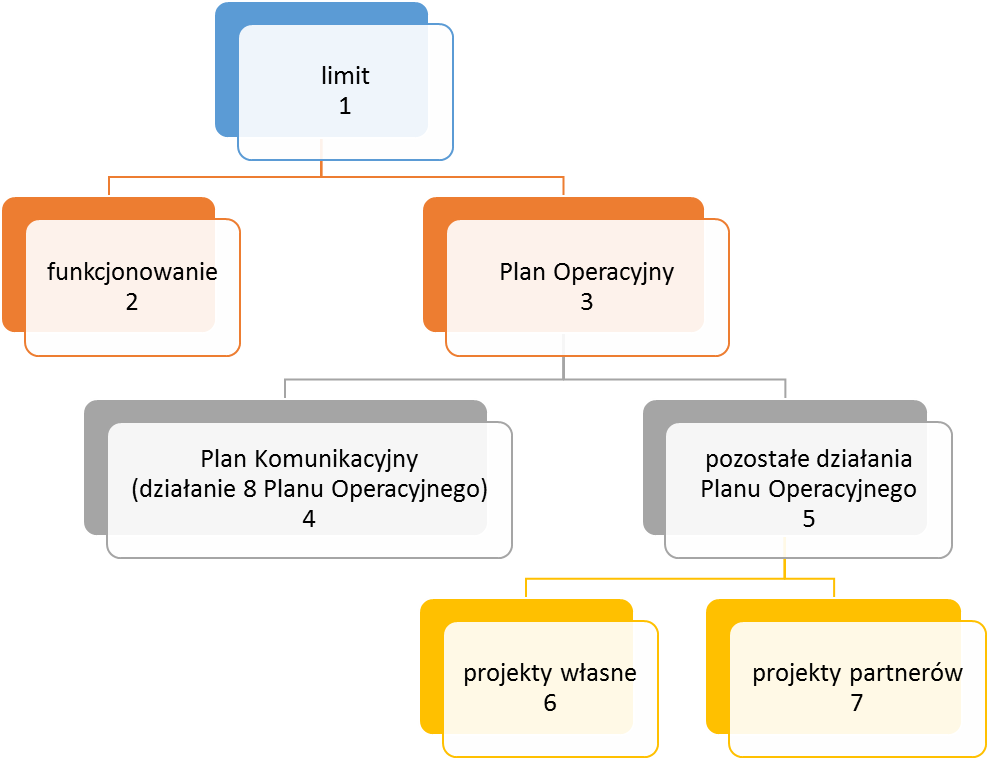 limit
1
funkcjonowanie
2
Plan Operacyjny
3
Plan Komunikacyjny
(działanie 8 Planu Operacyjnego)
4
pozostałe działania
Planu Operacyjnego
5
projekty własne
6
projekty partnerów
7